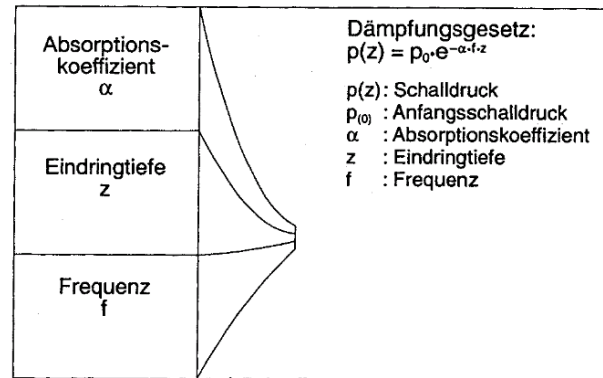 Absorptions-
koeffizient
α
Eindringtiefe
z
Frequenz
f
Dämpfungsgesetz:
p(z) = p₀·e⁻α·f·z
p(z) : Schalldruck
p₍₀₎ : Anfangsschalldruck
α : Absorptionskoeffizient
z : Eindringtiefe
f : Frequenz